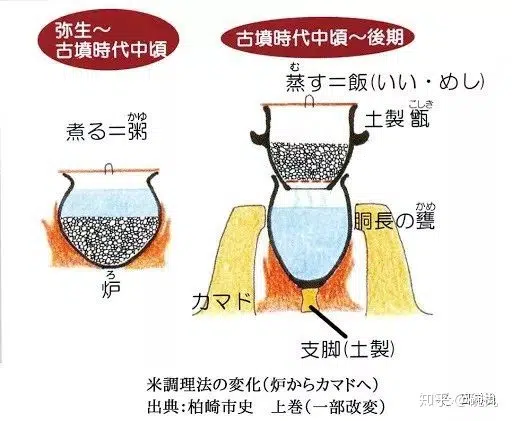 弥生～
古墳時代中頃
古墳時代中頃～後期
む
蒸す＝飯(いい・めし)
こしき
土製 甑
かゆ
煮る＝粥
かめ
胴長の甕
ろ
炉
カマド
支脚(土製)
米調理法の変化(炉からカマドへ)
出典:柏崎市史　上巻(一部改変)
知乎